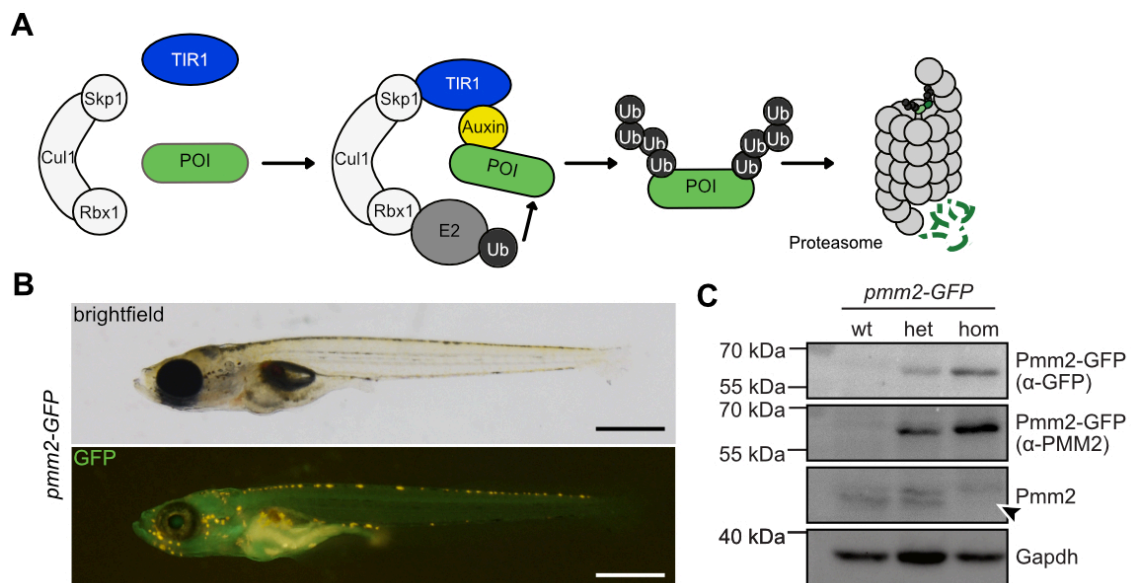 A
TIR1
Skp1
Cul1
POI
Rbx1
TIR1
Skp1
Auxin
Cul1
POI
Rbx1
E2
Ub
Ub
Ub
Ub
Ub
Ub
Ub
Ub
Ub
POI
Proteasome
B
brightfield
pmm2-GFP
GFP
C
pmm2-GFP
wt het hom
70 kDa
55 kDa
Pmm2-GFP
(α-GFP)
70 kDa
55 kDa
Pmm2-GFP
(α-PMM2)
Pmm2
40 kDa
Gapdh